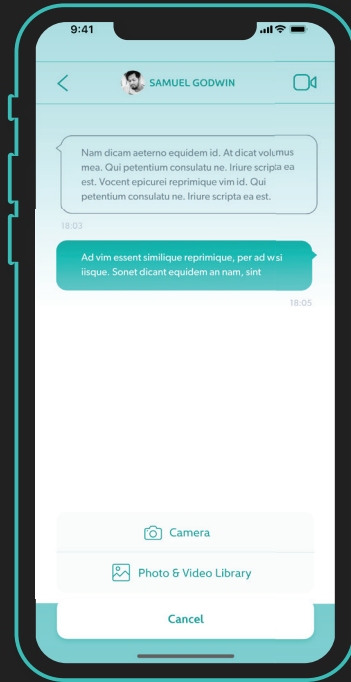 9:41
SAMUEL GODWIN
Nam dicam aeterno equidem id. At dicat volumus
mea. Qui petentium consulatu ne. Iriure scripta ea
est. Vocent epicurei reprimique vim id. Qui
petentium consulatu ne. Iriure scripta ea est.
18:03
Ad vim essent similique reprimique, per ad wsi
iisque. Sonet dicant equidem an nam, sint
18:05
Camera
Photo & Video Library
Cancel